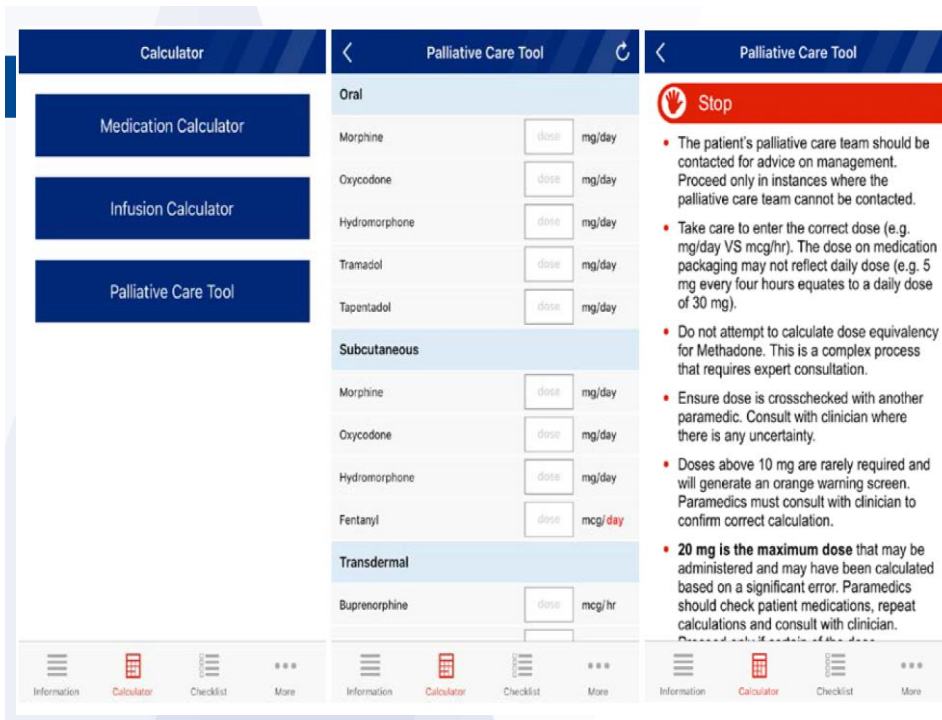 Calculator
Medication Calculator
Infusion Calculator
Palliative Care Tool
Information
Calculator
Checklist
More
Palliative Care Tool
Oral
Morphine dose mg/day
Oxycodone dose mg/day
Hydromorphone dose mg/day
Tramadol dose mg/day
Tapentadol dose mg/day
Subcutaneous
Morphine dose mg/day
Oxycodone dose mg/day
Hydromorphone dose mg/day
Fentanyl dose mcg/day
Transdermal
Buprenorphine dose mcg/hr
Information
Calculator
Checklist
More
Palliative Care Tool
Stop
• The patient's palliative care team should be
contacted for advice on management.
Proceed only in instances where the
palliative care team cannot be contacted.
• Take care to enter the correct dose (e.g.
mg/day VS mcg/hr). The dose on medication
packaging may not reflect daily dose (e.g. 5
mg every four hours equates to a daily dose
of 30 mg).
• Do not attempt to calculate dose equivalency
for Methadone. This is a complex process
that requires expert consultation.
• Ensure dose is crosschecked with another
paramedic. Consult with clinician where
there is any uncertainty.
• Doses above 10 mg are rarely required and
will generate an orange warning screen.
Paramedics must consult with clinician to
confirm correct calculation.
• 20 mg is the maximum dose that may be
administered and may have been calculated
based on a significant error. Paramedics
should check patient medications, repeat
calculations and consult with clinician.
Information
Calculator
Checklist
More